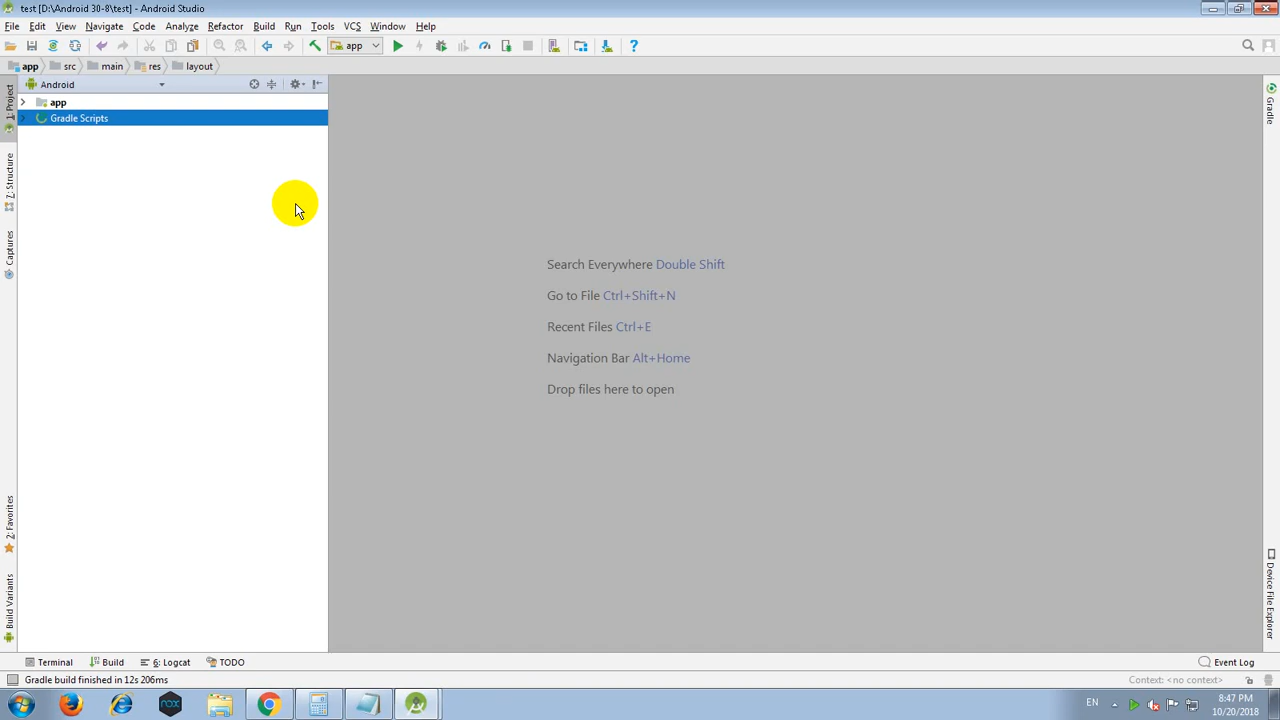 test [D:\Android 30-8\test] - Android Studio
File Edit View Navigate Code Analyze Refactor Build Run Tools VCS Window Help
app
app src main res layout
Android
1: Project
app
Gradle Scripts
7: Structure
Captures
2: Favorites
Build Variants
Search Everywhere Double Shift
Go to File Ctrl+Shift+N
Recent Files Ctrl+E
Navigation Bar Alt+Home
Drop files here to open
Gradle
Device File Explorer
Terminal Build 6: Logcat TODO Event Log
Gradle build finished in 12s 206ms Context: <no context>
nox
EN
8:47 PM
10/20/2018